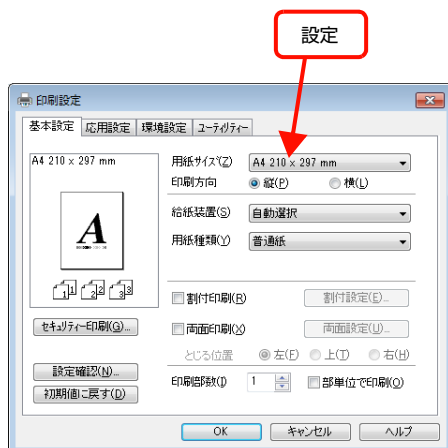 設定
印刷設定
基本設定 応用設定 環境設定 ユーティリティー
A4 210 x 297 mm
用紙サイズ(Z) A4 210 x 297 mm
印刷方向 縦(P) 横(L)
給紙装置(S) 自動選択
用紙種類(Y) 普通紙
A
1 1 2 2 3 3
割付印刷(R) 割付設定(E)...
セキュリティー印刷(G)... 両面印刷(X) 両面設定(U)...
とじる位置 左(F) 上(T) 右(H)
設定確認(N)...
印刷部数(I) 1 部単位で印刷(O)
初期値に戻す(D)
OK キャンセル ヘルプ